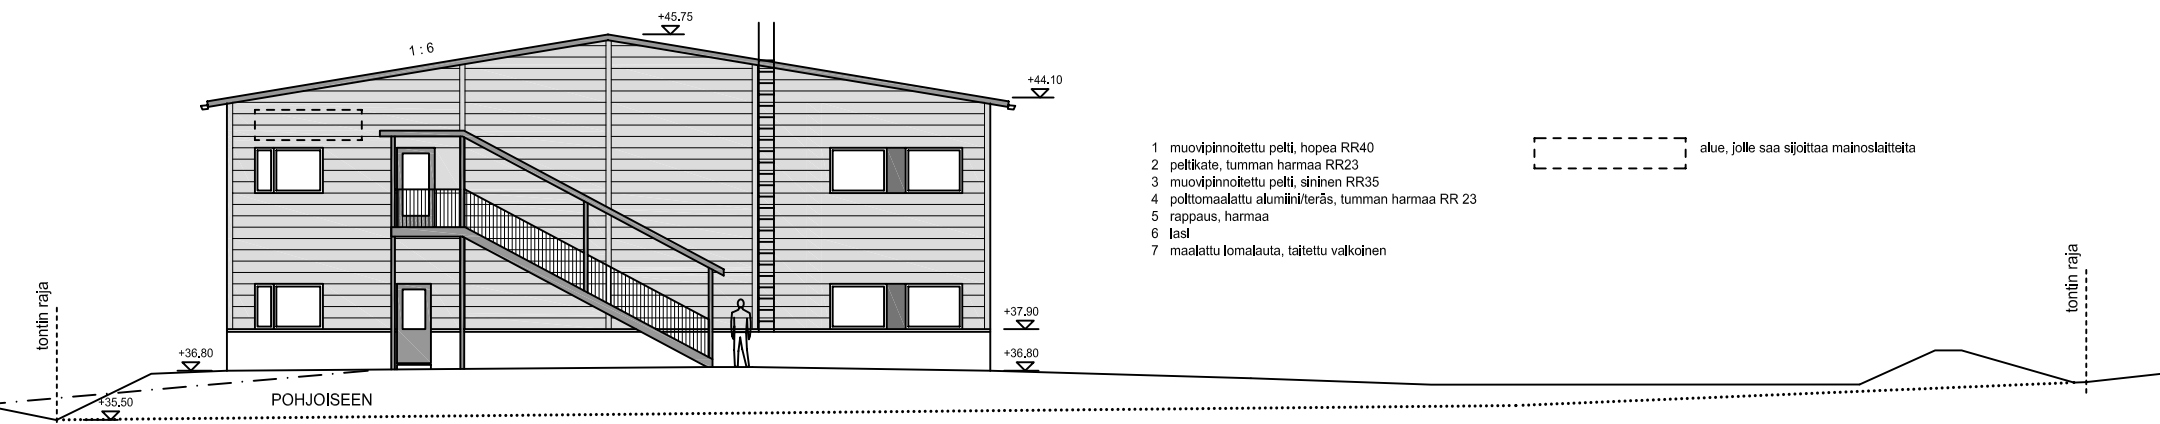 +45.75
1 : 6
+44.10
1 muovipinnoitettu pelti, hopea RR40
2 peltikate, tumman harmaa RR23
3 muovipinnoitettu pelti, sininen RR35
4 polttomaalattu alumiini/teräs, tumman harmaa RR 23
5 rappaus, harmaa
6 lasi
7 maalattu lomalauta, taitettu valkoinen
alue, jolle saa sijoittaa mainoslaitteita
tontin raja
tontin raja
+37.90
+36.80
+36.80
+35.50
POHJOISEEN